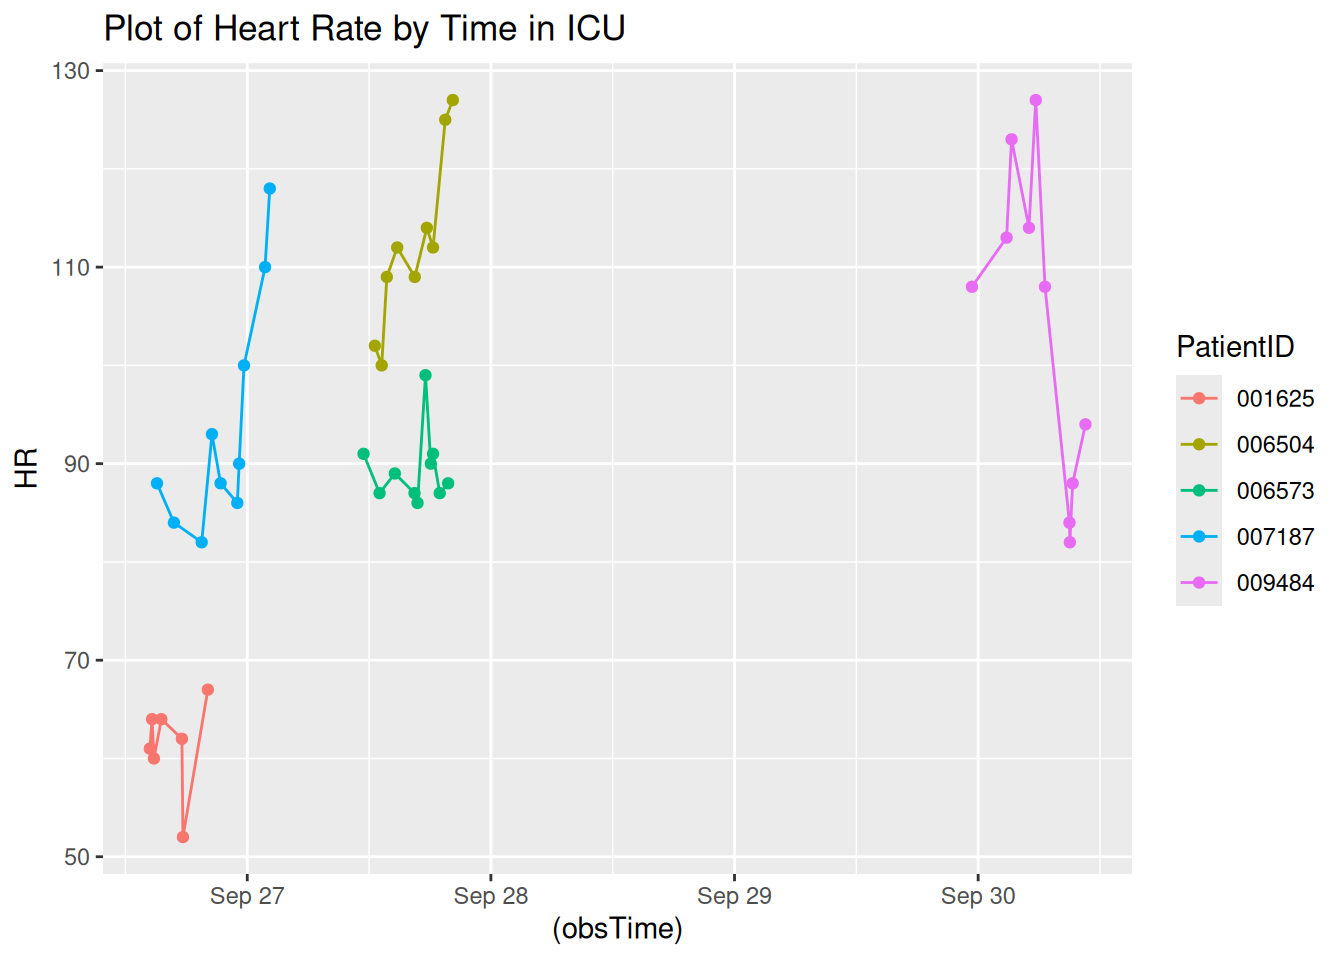 Plot of Heart Rate by Time in ICU
130
110
90
70
50
HR
Sep 27
Sep 28
Sep 29
Sep 30
(obsTime)
PatientID
001625
006504
006573
007187
009484